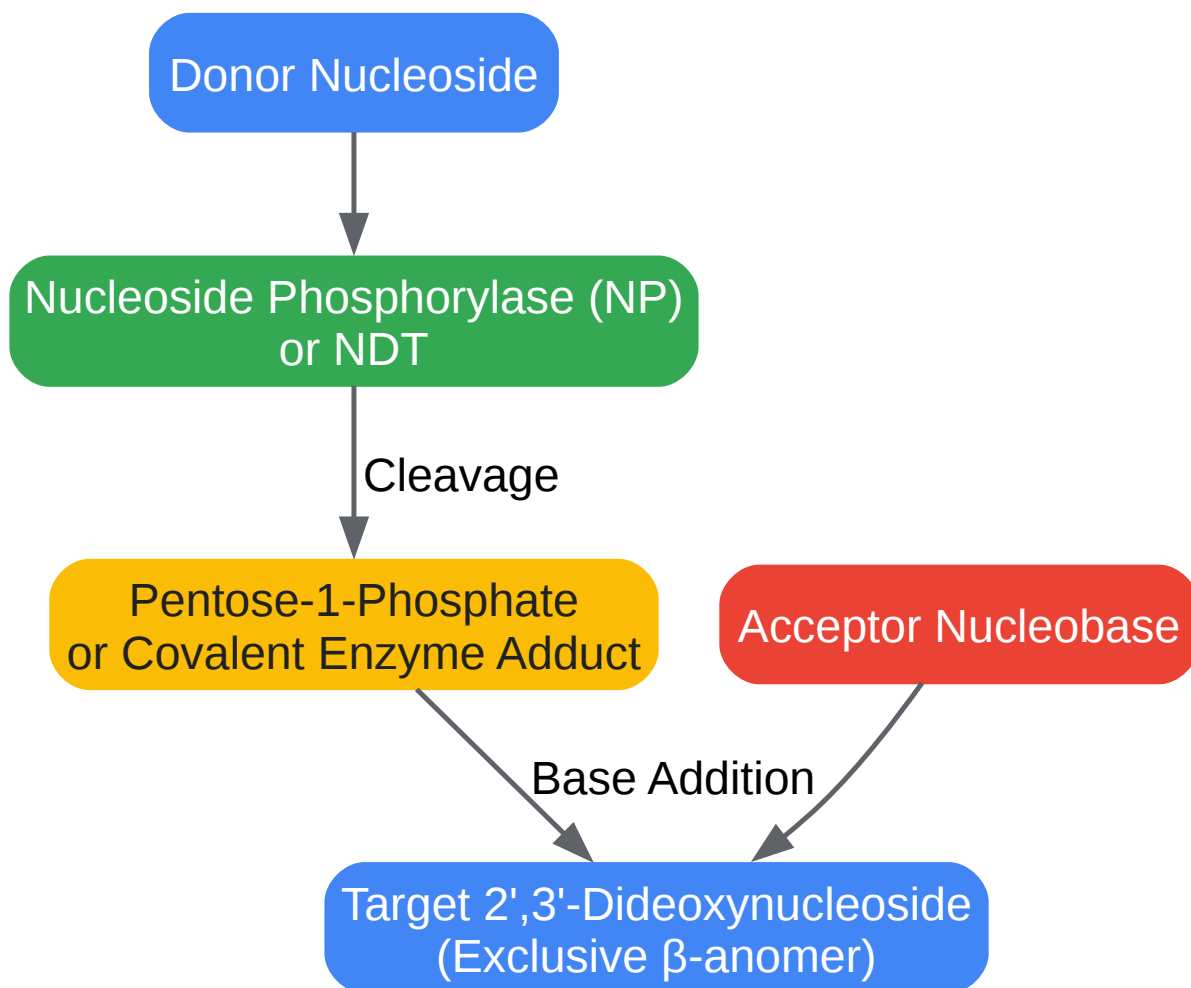 Donor Nucleoside
Nucleoside Phosphorylase (NP)
or NDT
Cleavage
Pentose-1-Phosphate
or Covalent Enzyme Adduct
Acceptor Nucleobase
Base Addition
Target 2',3'-Dideoxynucleoside
(Exclusive β-anomer)